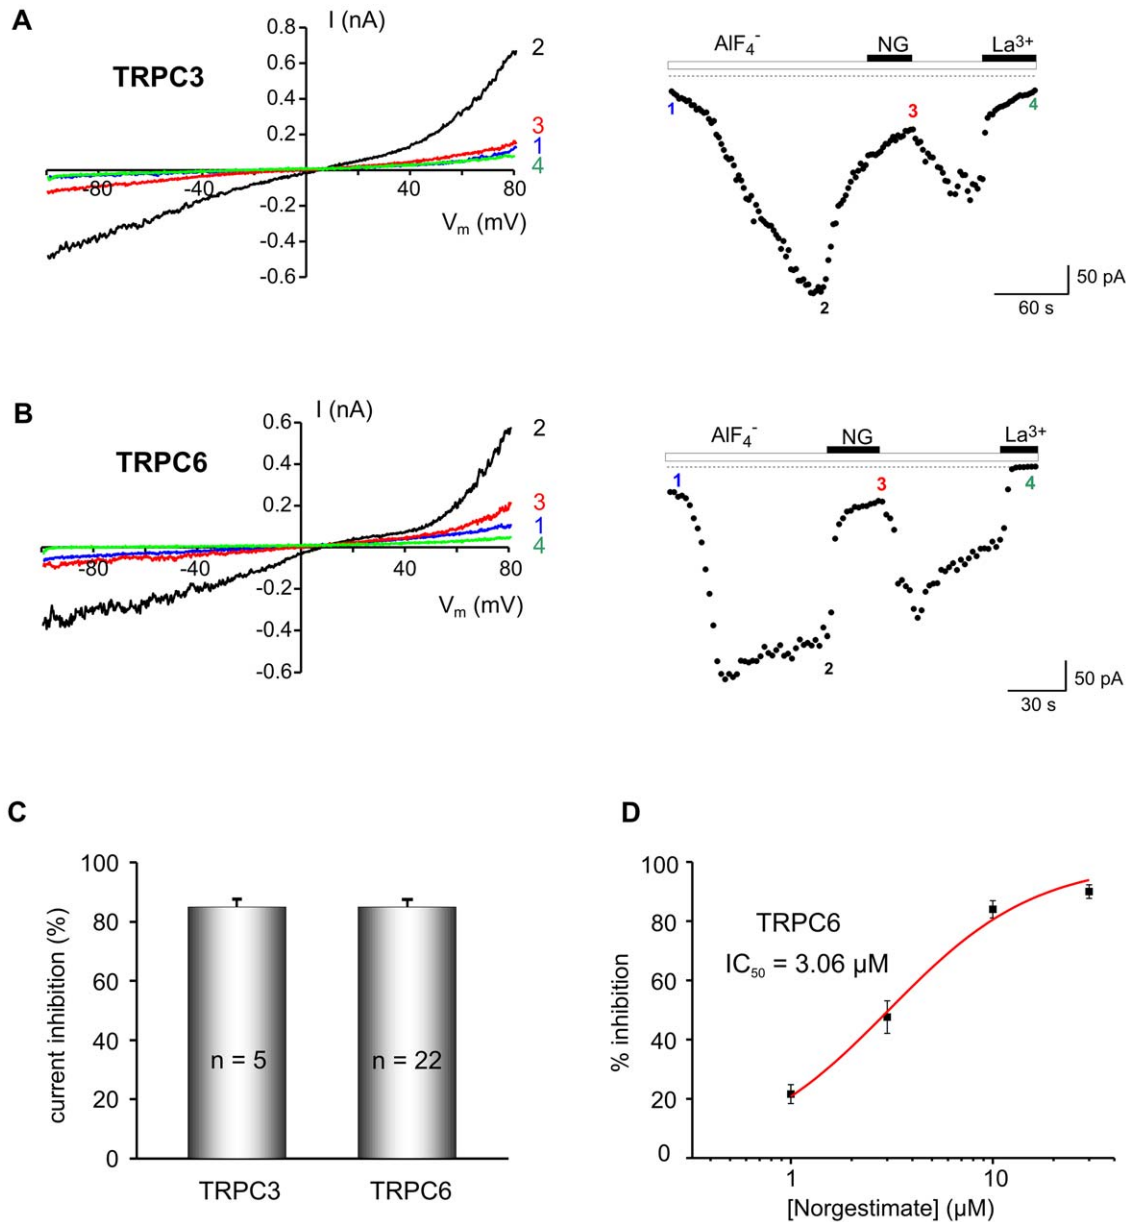 A
TRPC3
I (nA)
0.8
0.6
0.4
0.2
-0.2
-0.4
-0.6
-80
-40
40
80
Vm (mV)
2
3
1
4
AlF4-
NG
La3+
1
2
3
4
50 pA
60 s
B
TRPC6
I (nA)
0.6
0.4
0.2
-0.2
-0.4
-0.6
-80
-40
40
80
Vm (mV)
2
3
1
4
AlF4-
NG
La3+
1
2
3
4
50 pA
30 s
C
current inhibition (%)
100
80
60
40
20
0
n = 5
n = 22
TRPC3
TRPC6
D
% inhibition
100
80
60
40
20
0
TRPC6
IC50 = 3.06 µM
1
10
[Norgestimate] (µM)